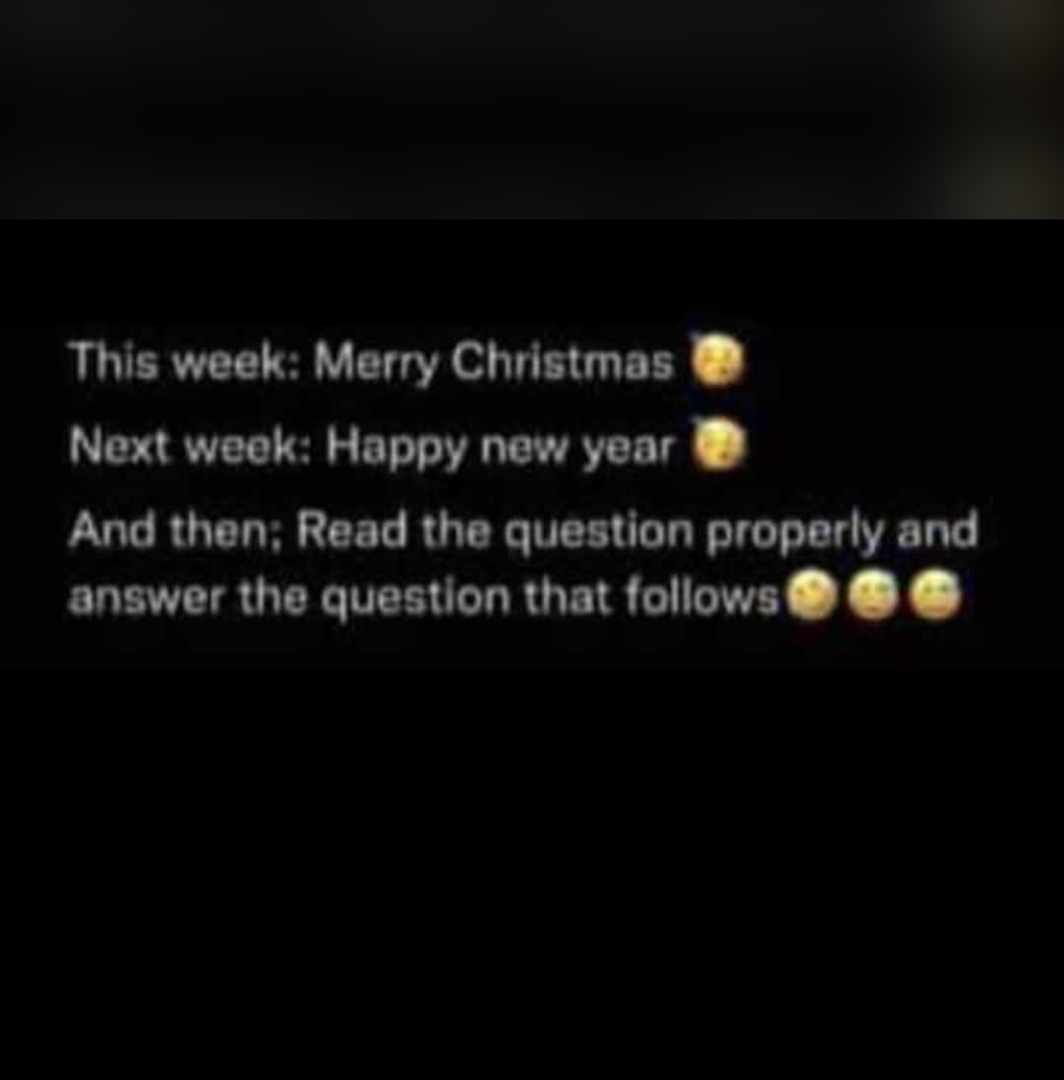 This week: Merry Christmas 🥳
Next week: Happy new year 🥳
And then; Read the question properly and
answer the question that follows🥲😅😅